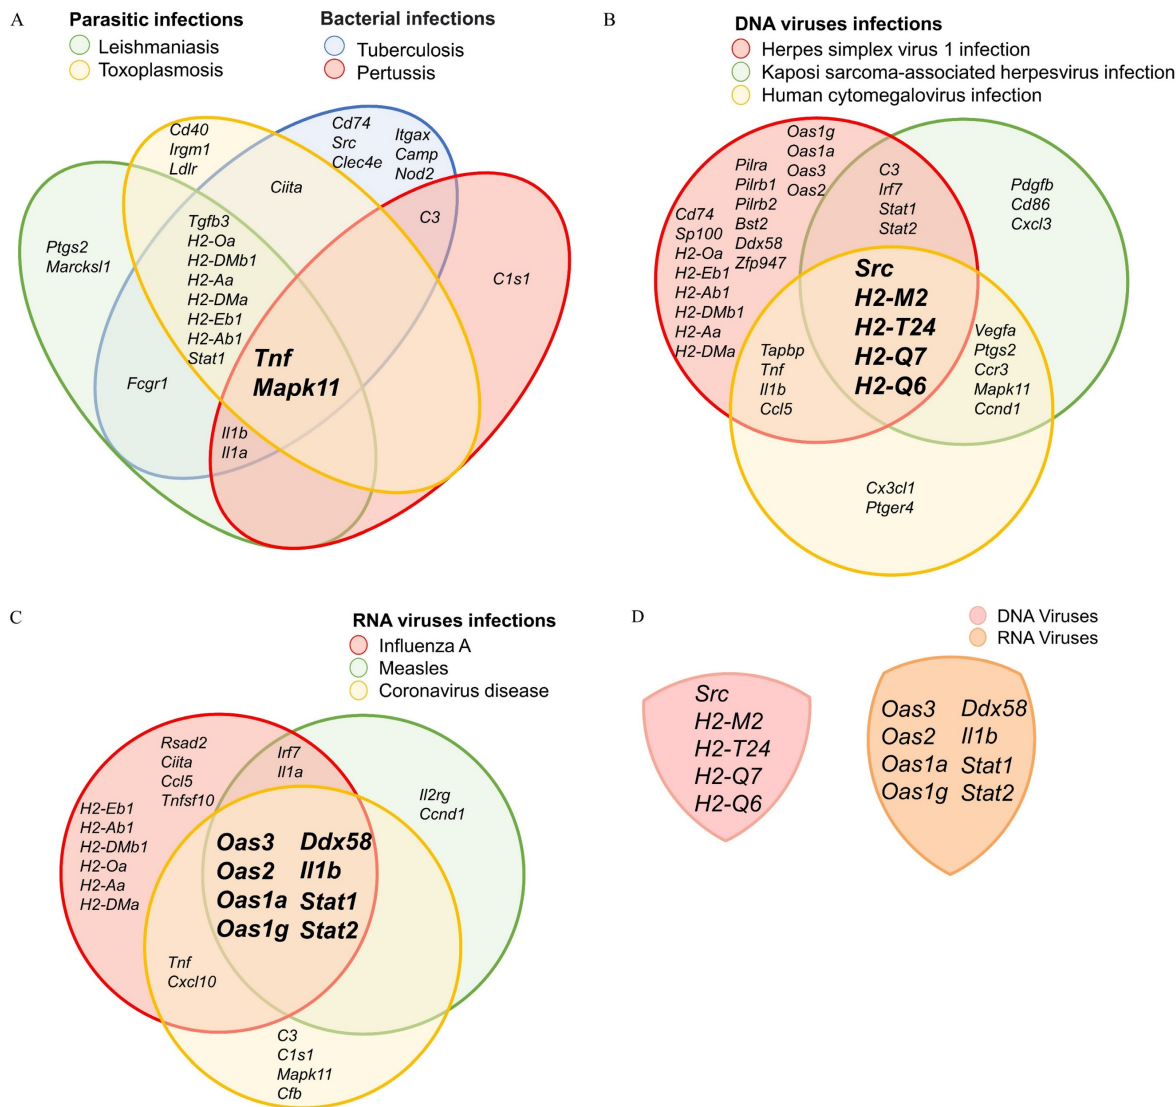 A
Parasitic infections
Leishmaniasis
Toxoplasmosis
Bacterial infections
Tuberculosis
Pertussis
Cd40
Irgm1
Ldlr
Cd74
Src
Clec4e
Itgax
Camp
Nod2
Ciita
C3
Ptgs2
Marcksl1
Tgfb3
H2-Oa
H2-DMb1
H2-Aa
H2-DMa
H2-Eb1
H2-Ab1
Stat1
C1s1
Tnf
Mapk11
Fcgr1
Il1b
Il1a
B
DNA viruses infections
Herpes simplex virus 1 infection
Kaposi sarcoma-associated herpesvirus infection
Human cytomegalovirus infection
Oas1g
Oas1a
Oas3
Oas2
Pilra
Pilrb1
Pilrb2
Bst2
Ddx58
Zfp947
Cd74
Sp100
H2-Oa
H2-Eb1
H2-Ab1
H2-DMb1
H2-Aa
H2-DMa
C3
Irf7
Stat1
Stat2
Pdgfb
Cd86
Cxcl3
Src
H2-M2
H2-T24
H2-Q7
H2-Q6
Tapbp
Tnf
Il1b
Ccl5
Vegfa
Ptgs2
Ccr3
Mapk11
Ccnd1
Cx3cl1
Ptger4
C
RNA viruses infections
Influenza A
Measles
Coronavirus disease
Rsad2
Ciita
Ccl5
Tnfsf10
H2-Eb1
H2-Ab1
H2-DMb1
H2-Oa
H2-Aa
H2-DMa
Irf7
Il1a
Il2rg
Ccnd1
Oas3
Oas2
Oas1a
Oas1g
Ddx58
Il1b
Stat1
Stat2
Tnf
Cxcl10
C3
C1s1
Mapk11
Cfb
D
DNA Viruses
RNA Viruses
Src
H2-M2
H2-T24
H2-Q7
H2-Q6
Oas3
Oas2
Oas1a
Oas1g
Ddx58
Il1b
Stat1
Stat2